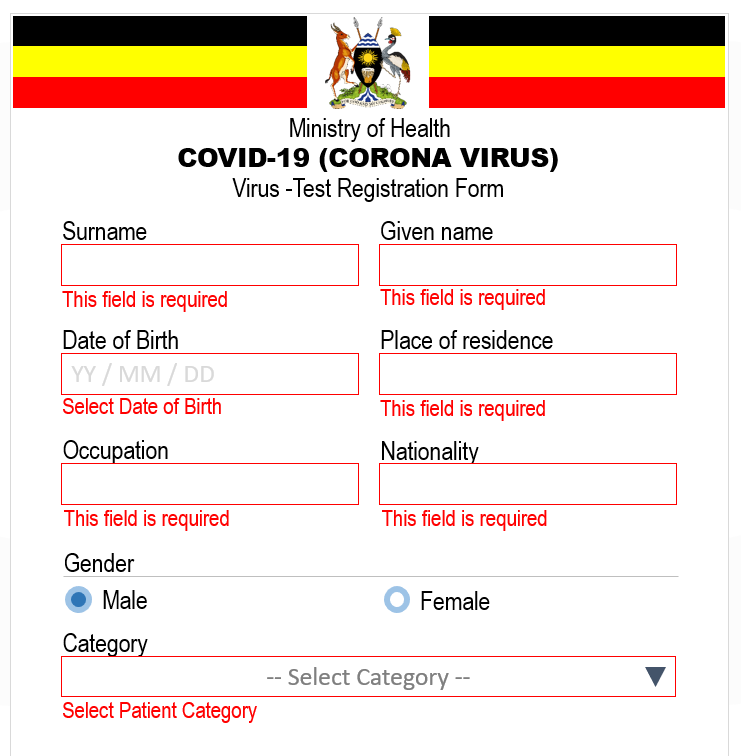 Ministry of Health
COVID-19 (CORONA VIRUS)
Virus -Test Registration Form
Surname
Given name
This field is required
This field is required
Date of Birth
Place of residence
YY / MM / DD
Select Date of Birth
This field is required
Occupation
Nationality
This field is required
This field is required
Gender
Male
Female
Category
-- Select Category --
Select Patient Category